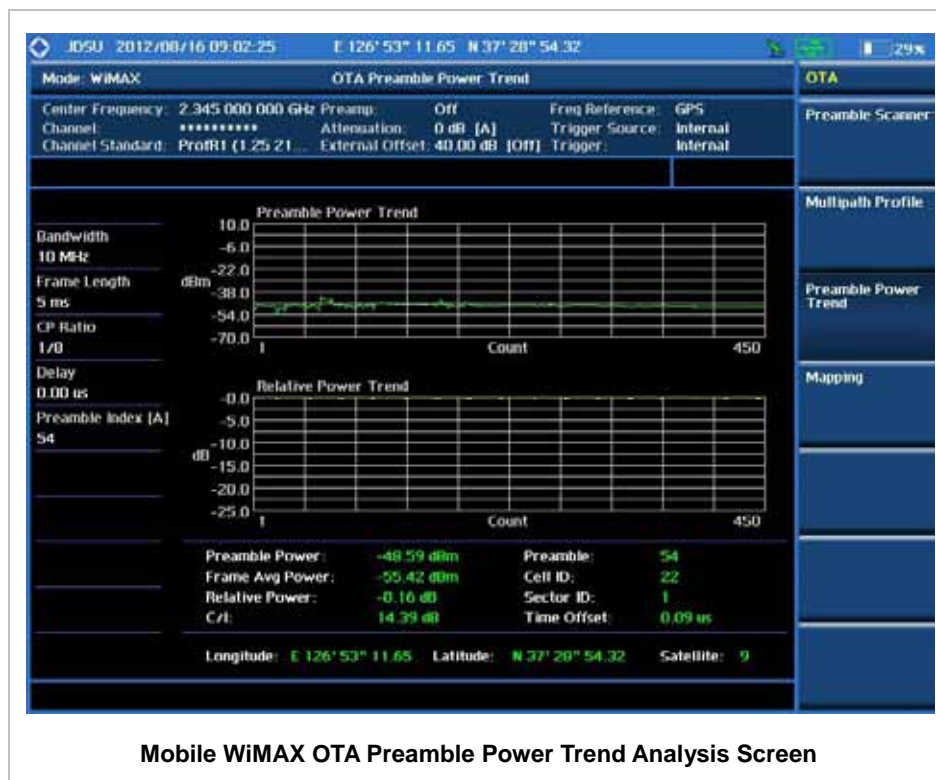 JDSU 2012/08/16 09:02:25 E 126° 53" 11.65 N 37° 28" 54.32 29%
Mode: WiMAX OTA Preamble Power Trend OTA
Center Frequency: 2.345 000 000 GHz Preamp: Off Freq Reference: GPS
Channel: ********** Attenuation: 0 dB [A] Trigger Source: Internal
Channel Standard: ProfR1 (1.25 21... External Offset: 40.00 dB [Off] Trigger: Internal
Preamble Scanner
Multipath Profile
Preamble Power Trend
Mapping
Bandwidth
10 MHz
Frame Length
5 ms
CP Ratio
1/8
Delay
0.00 us
Preamble Index [A]
54
Preamble Power Trend
10.0
-6.0
-22.0
dBm
-38.0
-54.0
-70.0
1 Count 450
Relative Power Trend
-0.0
-5.0
-10.0
dB
-15.0
-20.0
-25.0
1 Count 450
Preamble Power: -48.59 dBm Preamble: 54
Frame Avg Power: -55.42 dBm Cell ID: 22
Relative Power: -0.16 dB Sector ID: 1
C/I: 14.39 dB Time Offset: 0.09 us
Longitude: E 126° 53" 11.65 Latitude: N 37° 28" 54.32 Satellite: 9
Mobile WiMAX OTA Preamble Power Trend Analysis Screen